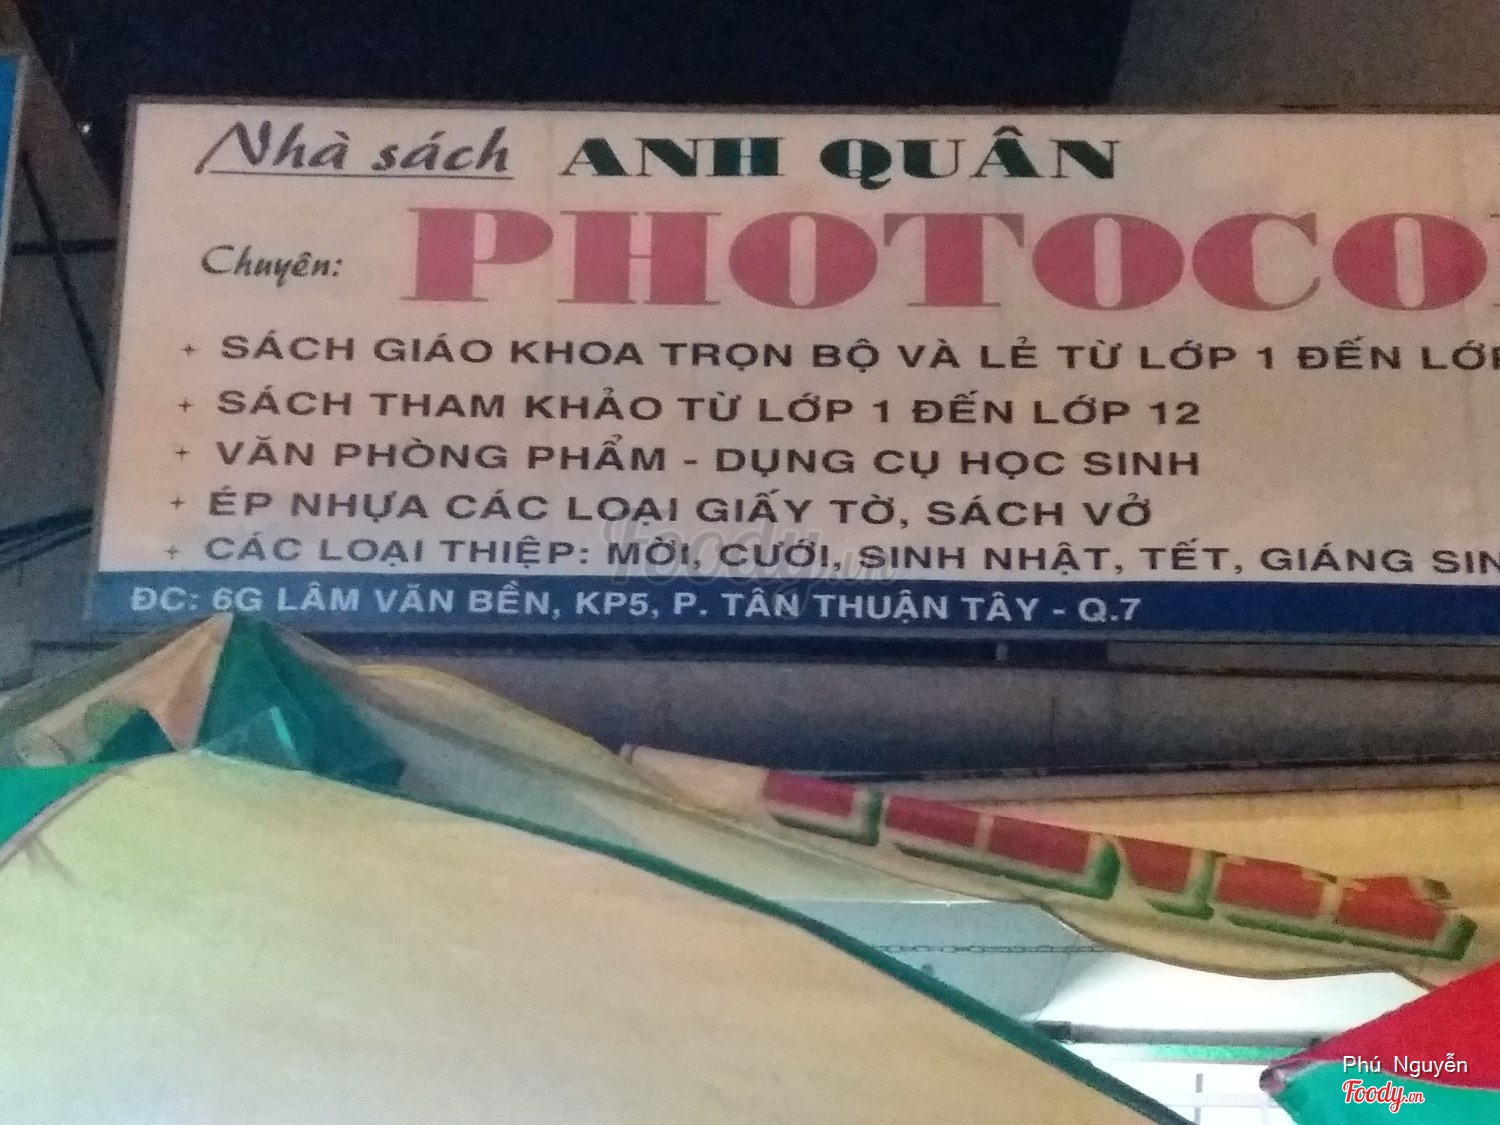 Nhà sách ANH QUÂN
Chuyên: PHOTOCO
+ SÁCH GIÁO KHOA TRỌN BỘ VÀ LẺ TỪ LỚP 1 ĐẾN LỚP
+ SÁCH THAM KHẢO TỪ LỚP 1 ĐẾN LỚP 12
+ VĂN PHÒNG PHẨM - DỤNG CỤ HỌC SINH
+ ÉP NHỰA CÁC LOẠI GIẤY TỜ, SÁCH VỞ
+ CÁC LOẠI THIỆP: MỜI, CƯỚI, SINH NHẬT, TẾT, GIÁNG SIN
ĐC: 6G LÂM VĂN BỀN, KP5, P. TÂN THUẬN TÂY - Q.7
Foody.vn
Phú Nguyễn
Foody.vn